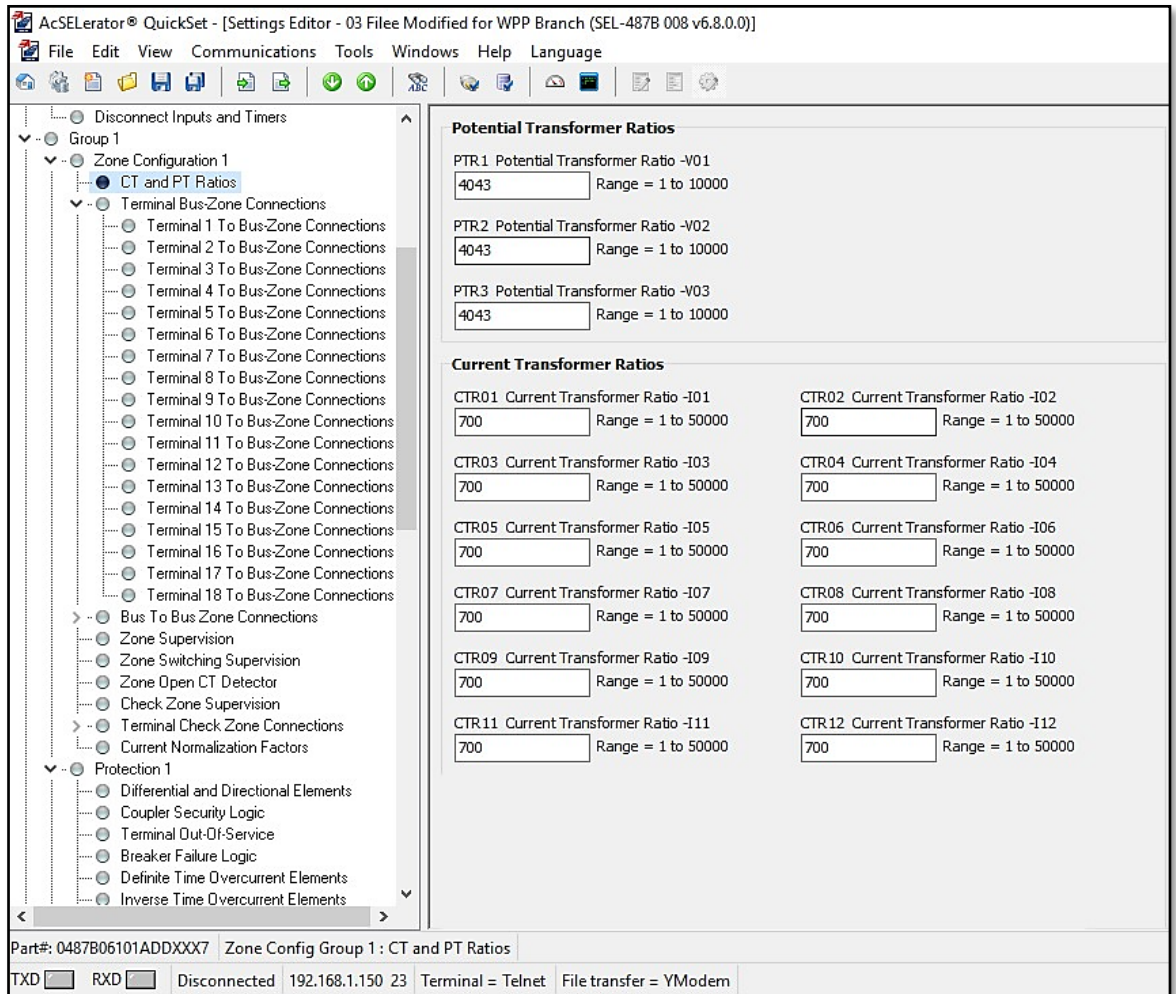 AcSELerator® QuickSet - [Settings Editor - 03 Filee Modified for WPP Branch (SEL-487B 008 v6.8.0.0)]
File Edit View Communications Tools Windows Help Language
Disconnect Inputs and Timers
Group 1
Zone Configuration 1
CT and PT Ratios
Terminal Bus-Zone Connections
Terminal 1 To Bus-Zone Connections
Terminal 2 To Bus-Zone Connections
Terminal 3 To Bus-Zone Connections
Terminal 4 To Bus-Zone Connections
Terminal 5 To Bus-Zone Connections
Terminal 6 To Bus-Zone Connections
Terminal 7 To Bus-Zone Connections
Terminal 8 To Bus-Zone Connections
Terminal 9 To Bus-Zone Connections
Terminal 10 To Bus-Zone Connections
Terminal 11 To Bus-Zone Connections
Terminal 12 To Bus-Zone Connections
Terminal 13 To Bus-Zone Connections
Terminal 14 To Bus-Zone Connections
Terminal 15 To Bus-Zone Connections
Terminal 16 To Bus-Zone Connections
Terminal 17 To Bus-Zone Connections
Terminal 18 To Bus-Zone Connections
Bus To Bus Zone Connections
Zone Supervision
Zone Switching Supervision
Zone Open CT Detector
Check Zone Supervision
Terminal Check Zone Connections
Current Normalization Factors
Protection 1
Differential and Directional Elements
Coupler Security Logic
Terminal Out-Of-Service
Breaker Failure Logic
Definite Time Overcurrent Elements
Inverse Time Overcurrent Elements
Potential Transformer Ratios
PTR1 Potential Transformer Ratio -V01
4043 Range = 1 to 10000
PTR2 Potential Transformer Ratio -V02
4043 Range = 1 to 10000
PTR3 Potential Transformer Ratio -V03
4043 Range = 1 to 10000
Current Transformer Ratios
CTR01 Current Transformer Ratio -I01 CTR02 Current Transformer Ratio -I02
700 Range = 1 to 50000 700 Range = 1 to 50000
CTR03 Current Transformer Ratio -I03 CTR04 Current Transformer Ratio -I04
700 Range = 1 to 50000 700 Range = 1 to 50000
CTR05 Current Transformer Ratio -I05 CTR06 Current Transformer Ratio -I06
700 Range = 1 to 50000 700 Range = 1 to 50000
CTR07 Current Transformer Ratio -I07 CTR08 Current Transformer Ratio -I08
700 Range = 1 to 50000 700 Range = 1 to 50000
CTR09 Current Transformer Ratio -I09 CTR10 Current Transformer Ratio -I10
700 Range = 1 to 50000 700 Range = 1 to 50000
CTR11 Current Transformer Ratio -I11 CTR12 Current Transformer Ratio -I12
700 Range = 1 to 50000 700 Range = 1 to 50000
Part#: 0487B06101ADDXXX7 Zone Config Group 1 : CT and PT Ratios
TXD RXD Disconnected 192.168.1.150 23 Terminal = Telnet File transfer = YModem